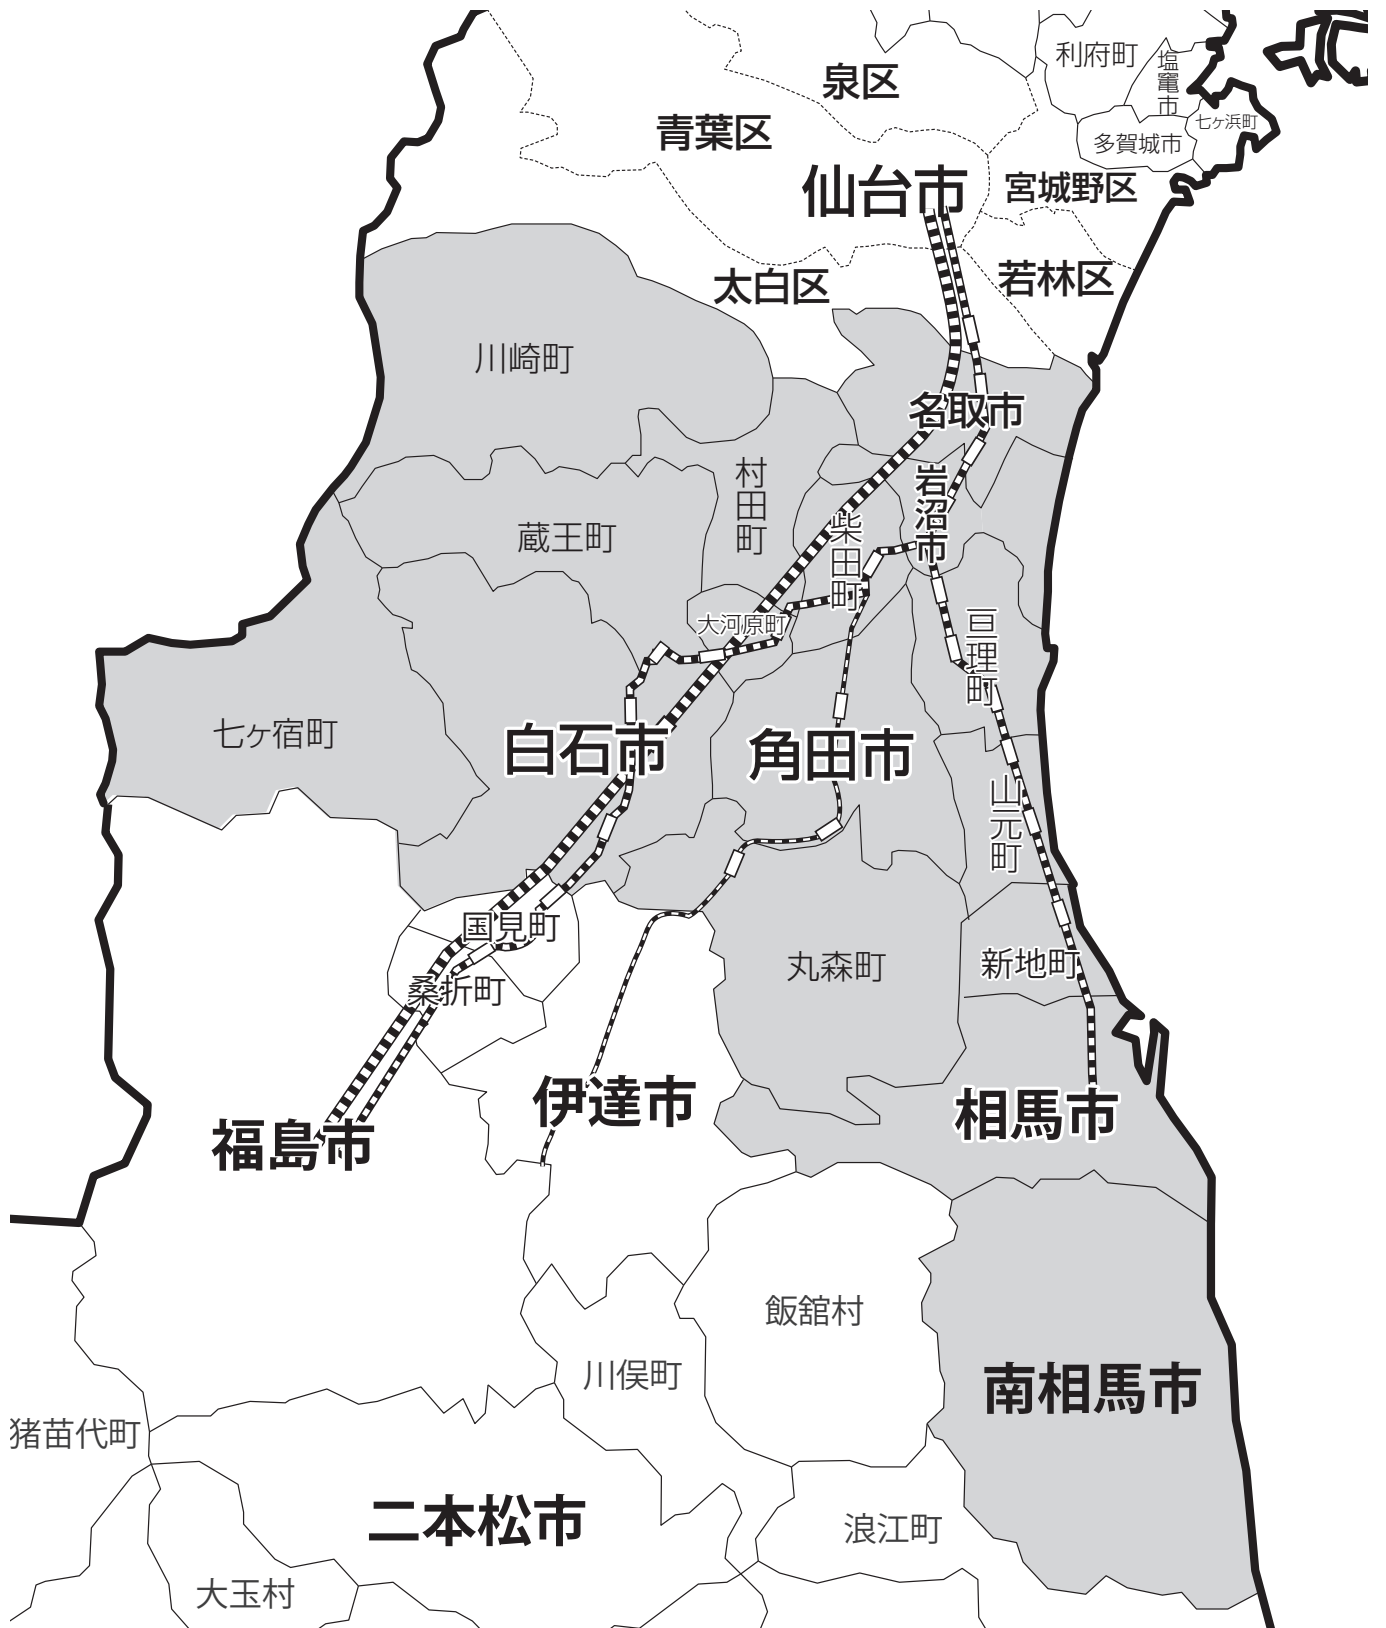 利府町
塩竈市
泉区
七ヶ浜町
青葉区
多賀城市
仙台市
宮城野区
太白区
若林区
川崎町
名取市
村田町
岩沼市
蔵王町
柴田町
大河原町
亘理町
七ヶ宿町
白石市
角田市
山元町
国見町
丸森町
新地町
桑折町
伊達市
相馬市
福島市
飯舘村
川俣町
南相馬市
猪苗代町
二本松市
浪江町
大玉村